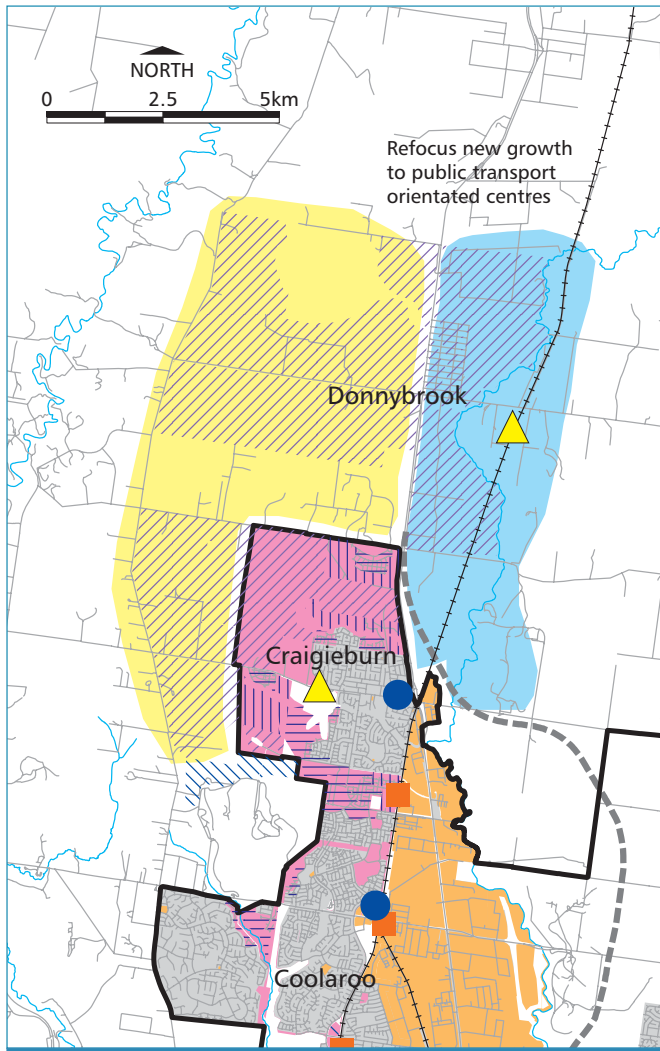 NORTH
0 2.5 5km
Refocus new growth
to public transport
orientated centres
Donnybrook
Craigieburn
Coolaroo